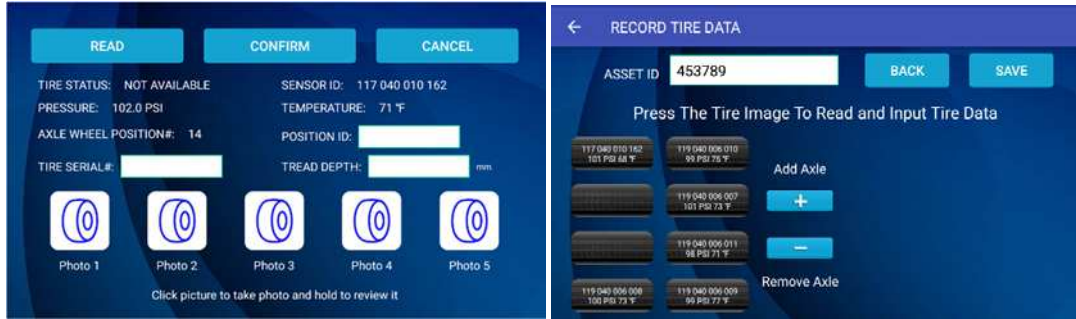 READ CONFIRM CANCEL
TIRE STATUS: NOT AVAILABLE SENSOR ID: 117 040 010 162
PRESSURE: 102.0 PSI TEMPERATURE: 71 °F
AXLE WHEEL POSITION#: 14 POSITION ID:
TIRE SERIAL#: TREAD DEPTH: mm
Photo 1 Photo 2 Photo 3 Photo 4 Photo 5
Click picture to take photo and hold to review it
← RECORD TIRE DATA
ASSET ID 453789 BACK SAVE
Press The Tire Image To Read and Input Tire Data
117 040 010 162 119 040 006 010
101 PSI 68 °F 99 PSI 76 °F
Add Axle
119 040 006 007
101 PSI 73 °F
+
119 040 006 011
98 PSI 71 °F
−
Remove Axle
119 040 006 008 119 040 006 009
100 PSI 73 °F 99 PSI 77 °F